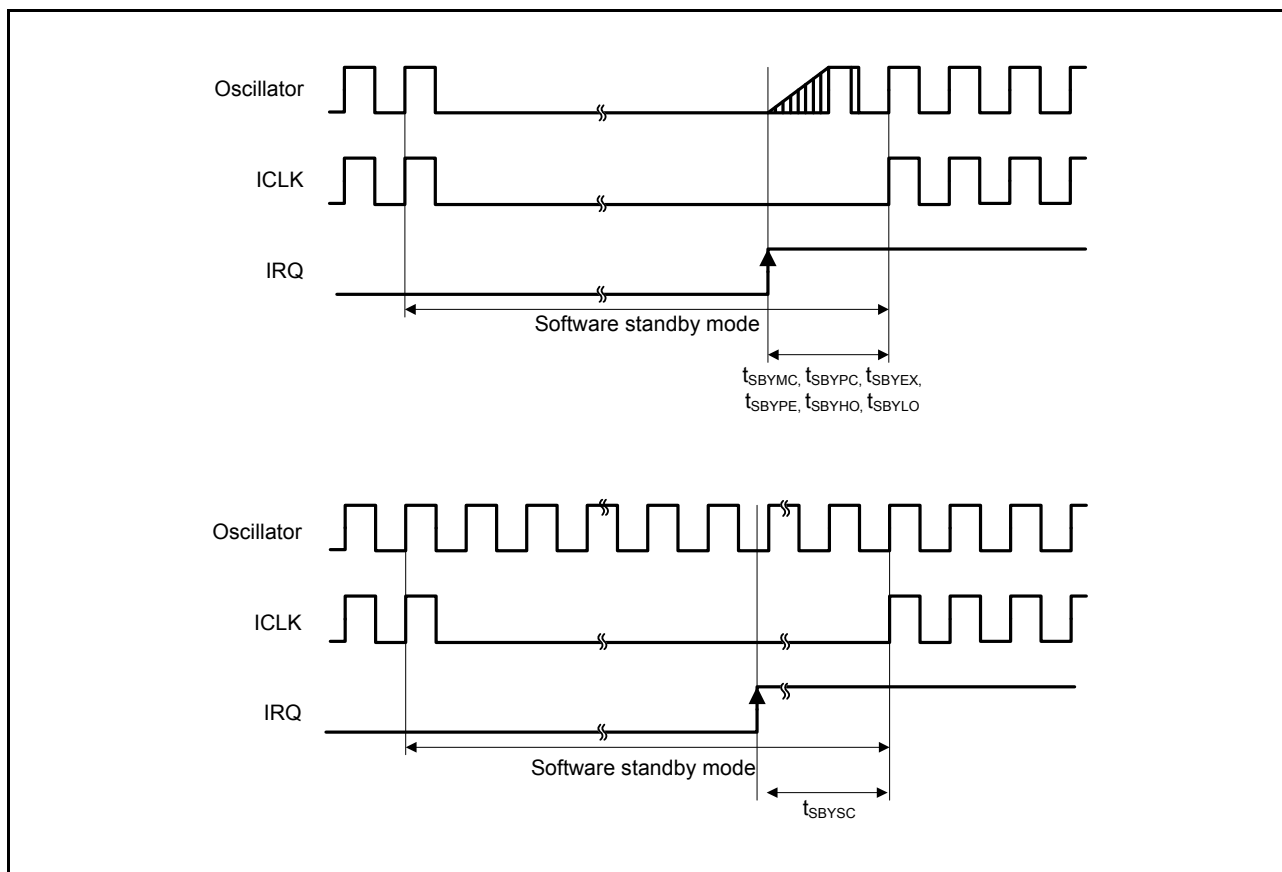 Oscillator
ICLK
IRQ
Software standby mode
tSBYMC, tSBYPC, tSBYEX,
tSBYPE, tSBYHO, tSBYLO
Oscillator
ICLK
IRQ
Software standby mode
tSBYSC